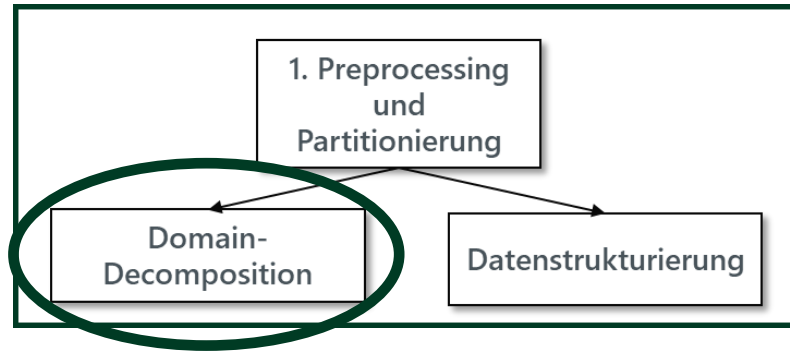 1. Preprocessing
und
Partitionierung
Domain-
Decomposition
Datenstrukturierung